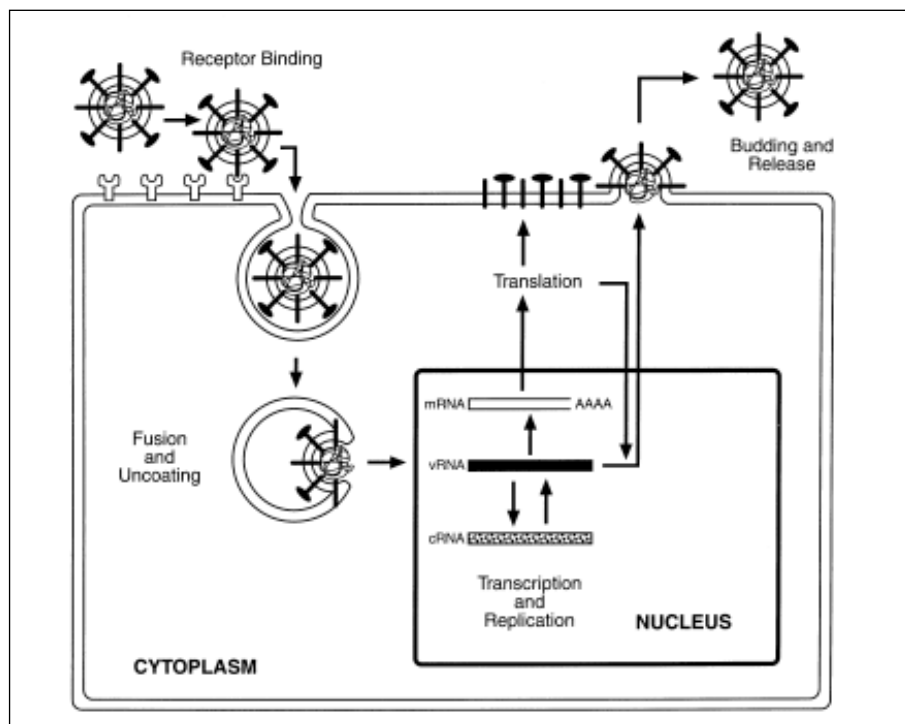 Receptor Binding
Budding and
Release
Translation
mRNA
AAAA
Fusion
and
Uncoating
vRNA
cRNA
Transcription
and
Replication
NUCLEUS
CYTOPLASM